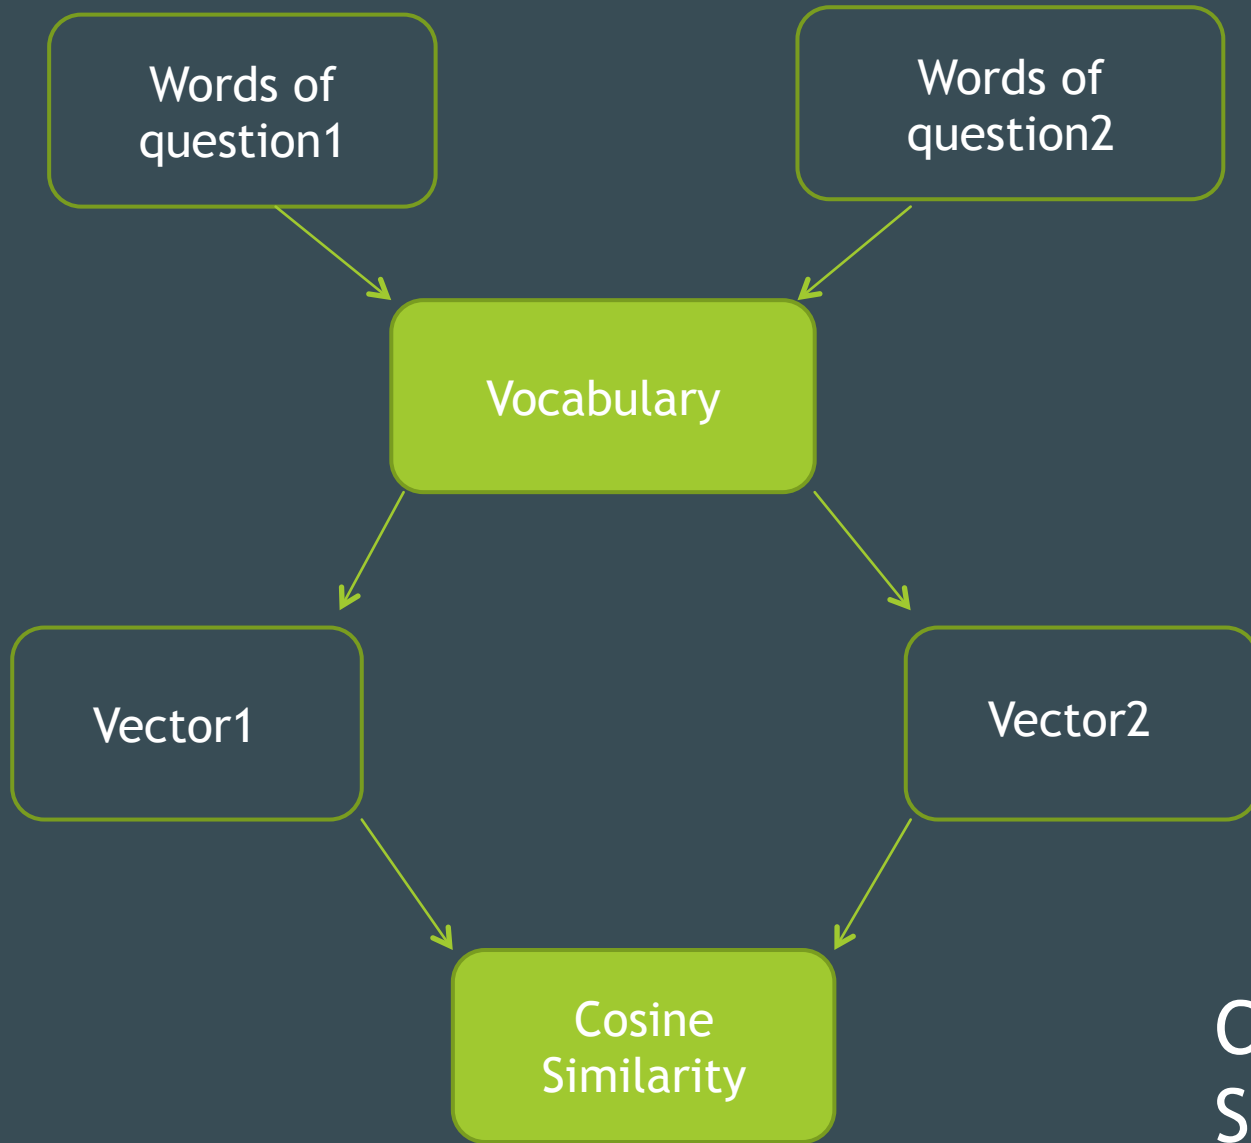 Words of
question1
Words of
question2
Vocabulary
Vector1
Vector2
Cosine
Similarity